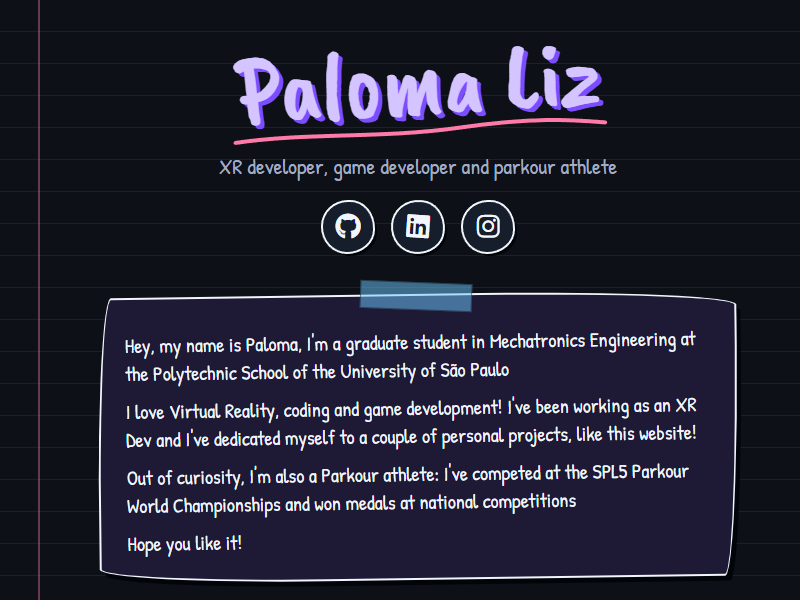 Paloma Liz
XR developer, game developer and parkour athlete
in
Hey, my name is Paloma, I'm a graduate student in Mechatronics Engineering at
the Polytechnic School of the University of São Paulo
I love Virtual Reality, coding and game development! I've been working as an XR
Dev and I've dedicated myself to a couple of personal projects, like this website!
Out of curiosity, I'm also a Parkour athlete: I've competed at the SPL5 Parkour
World Championships and won medals at national competitions
Hope you like it!